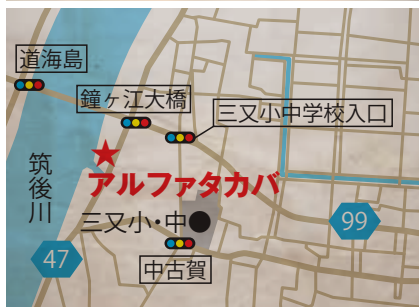 道海島
鐘ヶ江大橋
三又小中学校入口
アルファタカバ
筑後川
三又小・中
99
47
中古賀